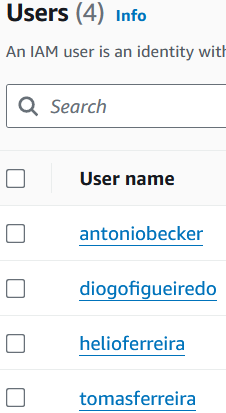 Users (4) Info
An IAM user is an identity with
Search
User name
antoniobecker
diogofigueiredo
helioferreira
tomasferreira